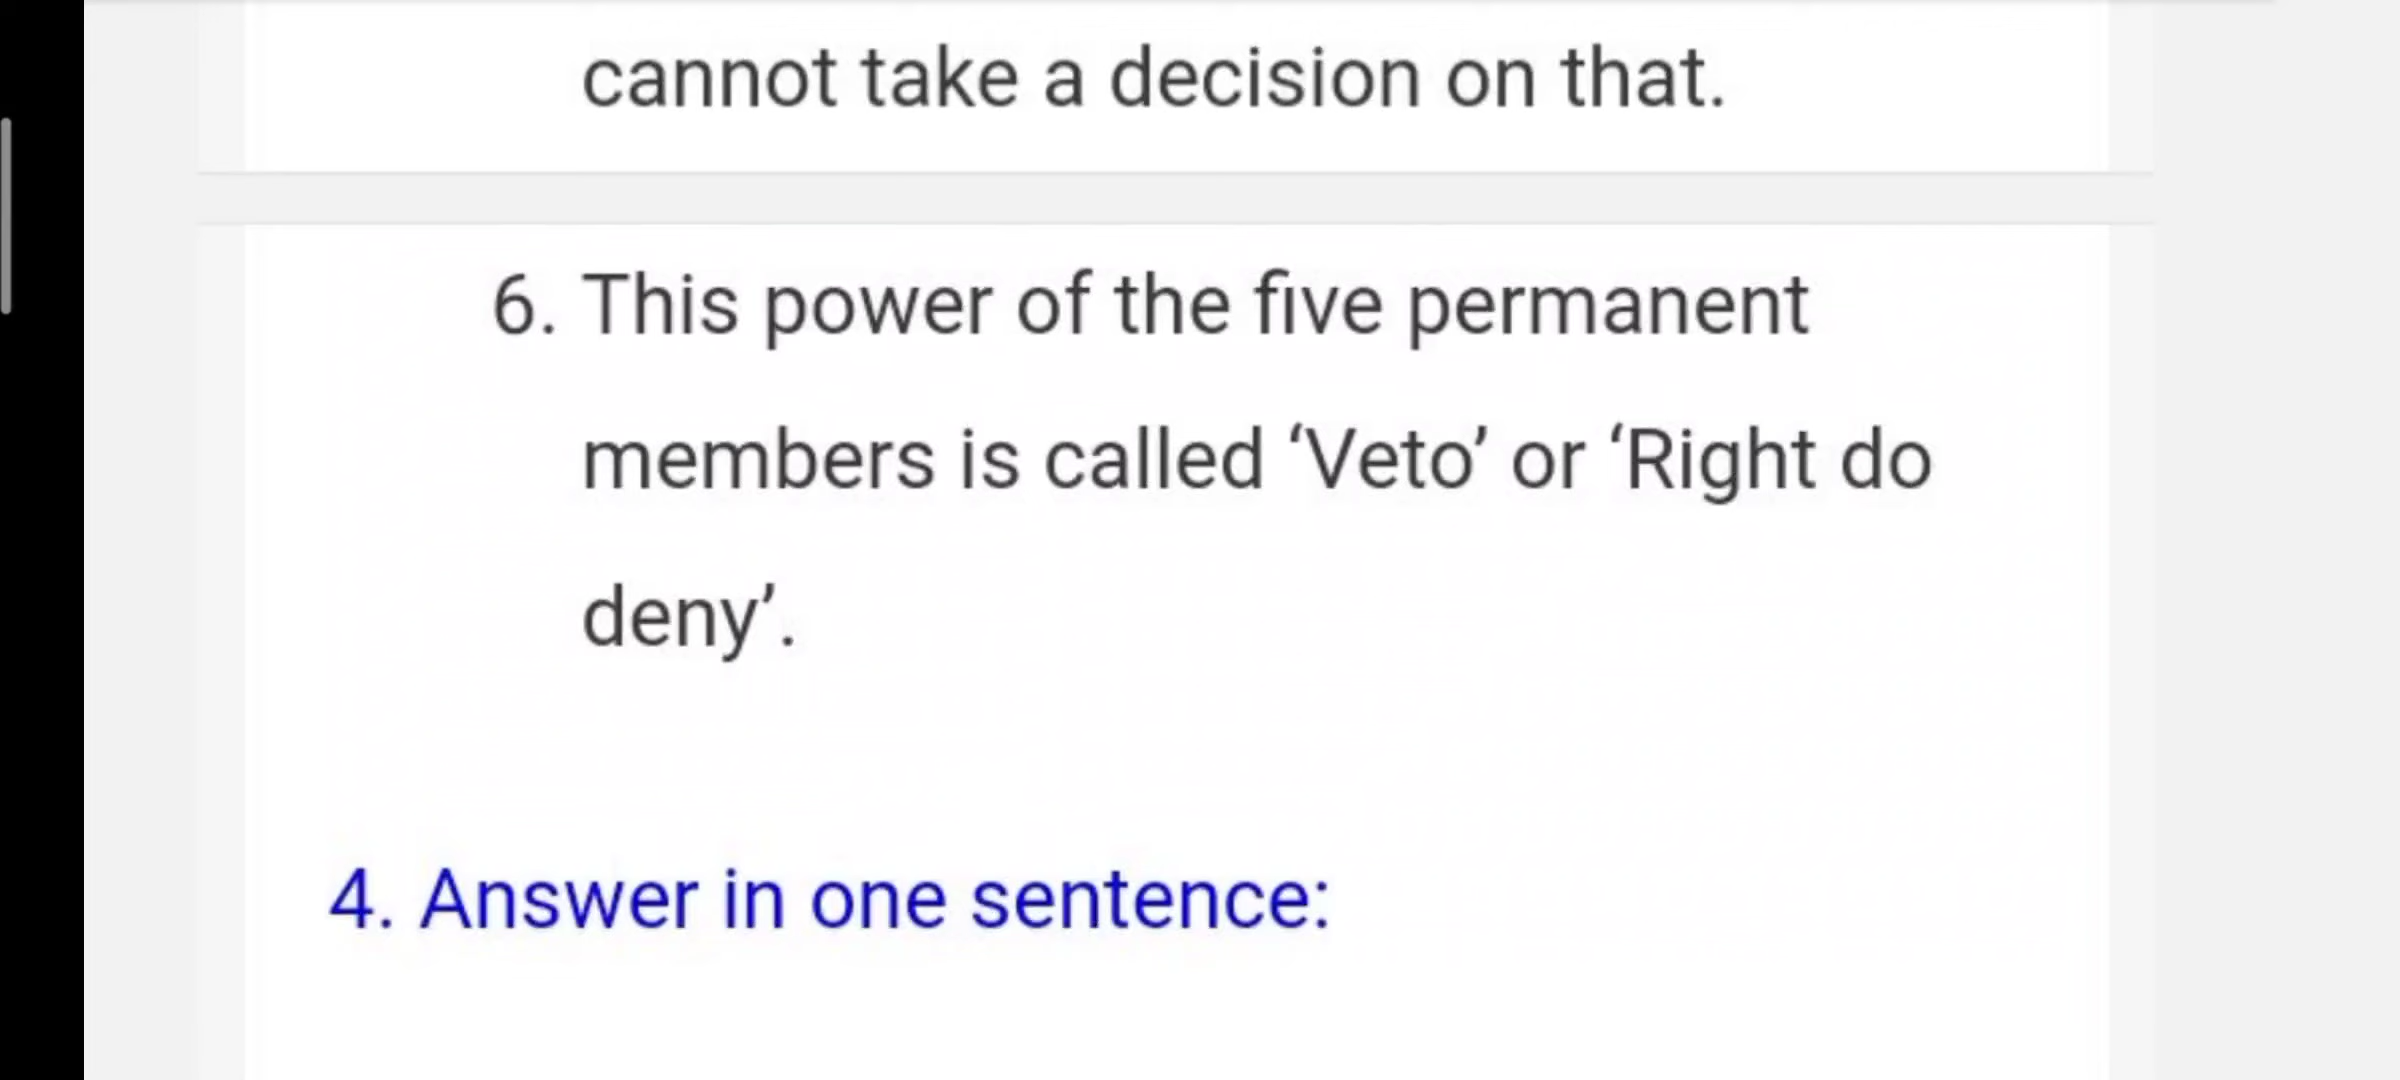 cannot take a decision on that.
6. This power of the five permanent
members is called ‘Veto’ or ‘Right do
deny’.
4. Answer in one sentence: